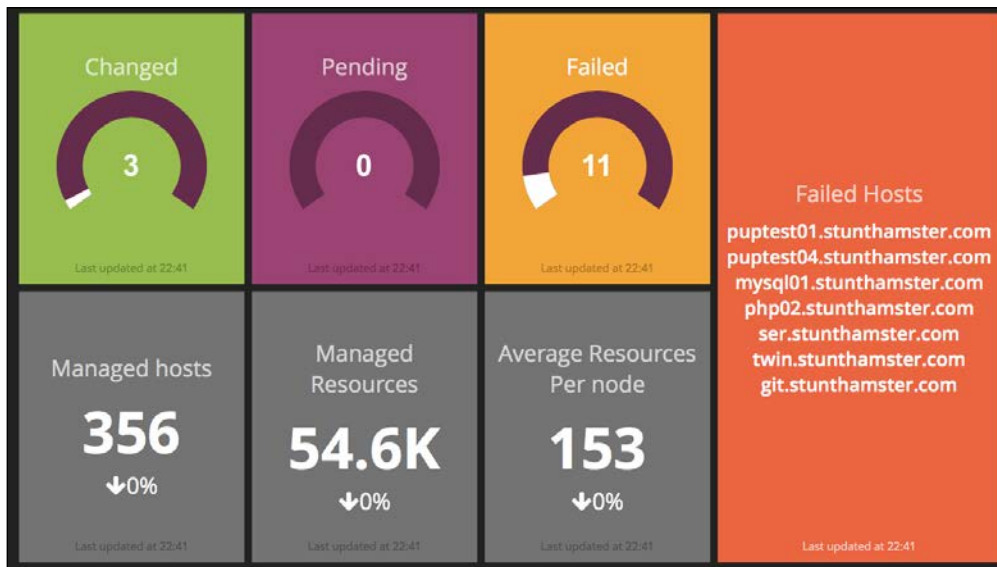 Changed
3
Last updated at 22:41
Pending
0
Last updated at 22:41
Failed
11
Last updated at 22:41
Failed Hosts
puptest01.stunthamster.com
puptest04.stunthamster.com
mysql01.stunthamster.com
php02.stunthamster.com
ser.stunthamster.com
twin.stunthamster.com
git.stunthamster.com
Last updated at 22:41
Managed hosts
356
↓0%
Last updated at 22:41
Managed
Resources
54.6K
↓0%
Last updated at 22:41
Average Resources
Per node
153
↓0%
Last updated at 22:41